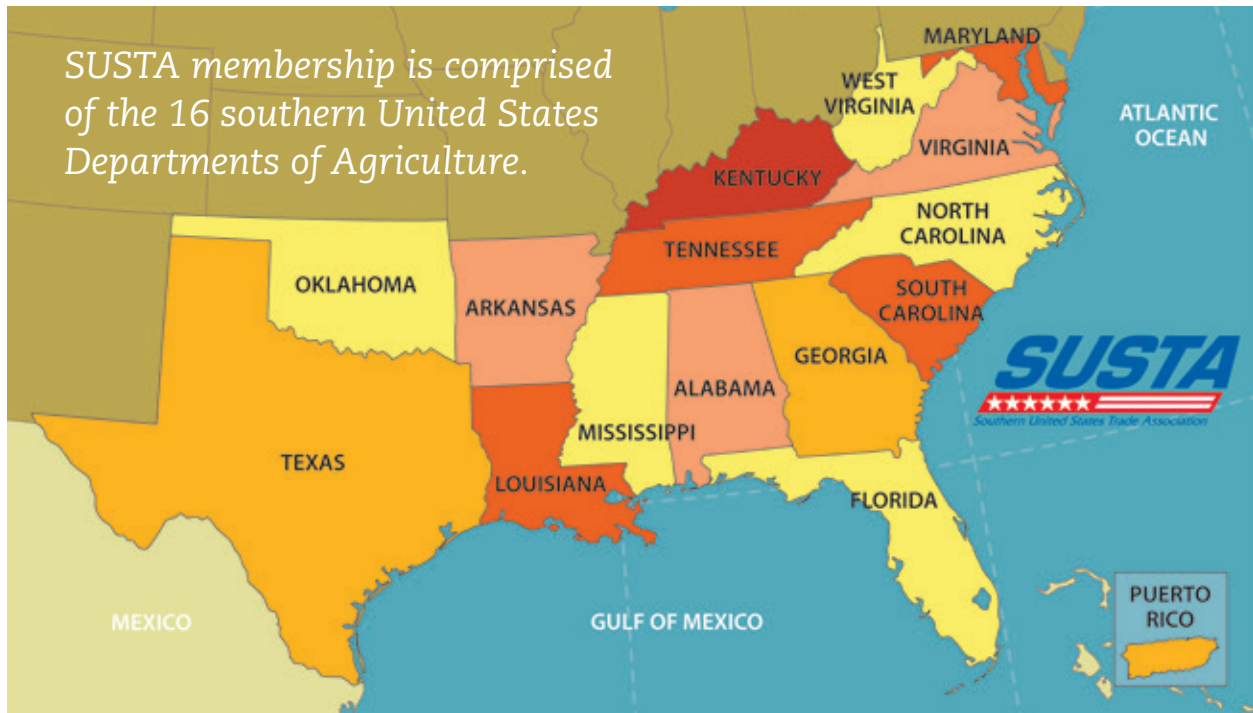 SUSTA membership is comprised
of the 16 southern United States
Departments of Agriculture.
MARYLAND
WEST
VIRGINIA
ATLANTIC
OCEAN
VIRGINIA
KENTUCKY
NORTH
CAROLINA
TENNESSEE
OKLAHOMA
ARKANSAS
SOUTH
CAROLINA
GEORGIA
SUSTA
Southern United States Trade Association
ALABAMA
MISSISSIPPI
TEXAS
LOUISIANA
FLORIDA
PUERTO
RICO
MEXICO
GULF OF MEXICO